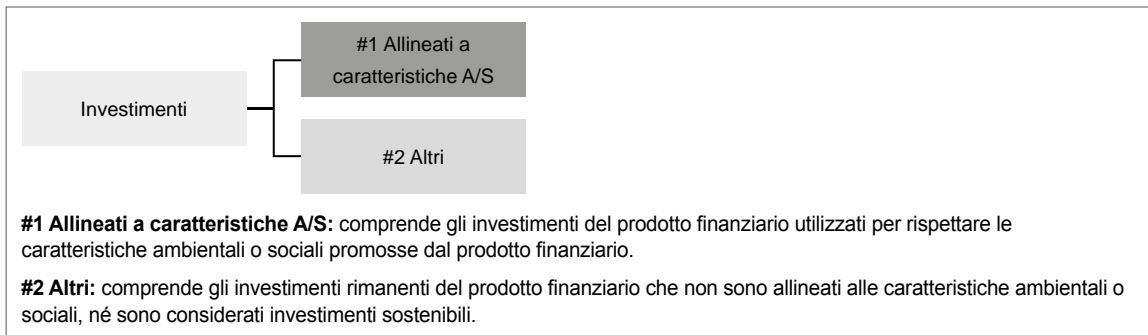 #1 Allineati a
caratteristiche A/S
Investimenti
#2 Altri
#1 Allineati a caratteristiche A/S: comprende gli investimenti del prodotto finanziario utilizzati per rispettare le
caratteristiche ambientali o sociali promosse dal prodotto finanziario.
#2 Altri: comprende gli investimenti rimanenti del prodotto finanziario che non sono allineati alle caratteristiche ambientali o
sociali, né sono considerati investimenti sostenibili.